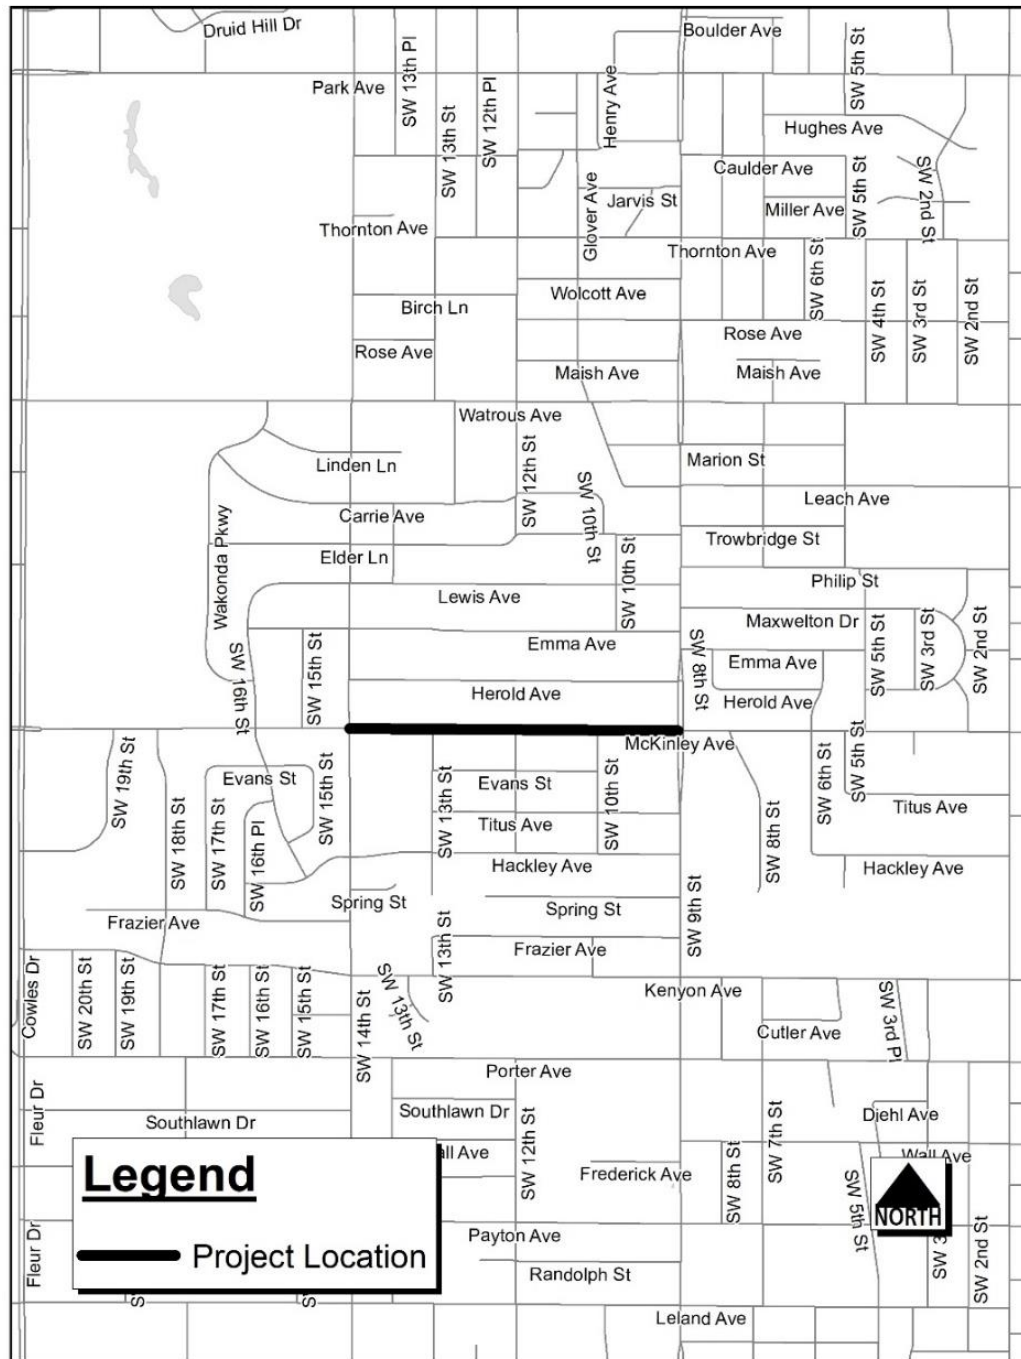 Druid Hill Dr
Boulder Ave
SW 13th Pl
SW 5th St
Park Ave
SW 12th Pl
Henry Ave
SW 13th St
Hughes Ave
Caulder Ave
SW 5th St
SW 2nd St
Jarvis St
Glover Ave
Miller Ave
Thornton Ave
Thornton Ave
SW 6th St
Wolcott Ave
Birch Ln
SW 4th St
SW 3rd St
SW 2nd St
Rose Ave
Rose Ave
Maish Ave
Maish Ave
Watrous Ave
Linden Ln
SW 12th St
Marion St
SW 10th St
Leach Ave
Carrie Ave
Wakonda Pkwy
Trowbridge St
Elder Ln
SW 10th St
Philip St
Lewis Ave
Maxwelton Dr
Emma Ave
SW 16th St
SW 15th St
SW 8th St
Emma Ave
SW 5th St
SW 3rd St
SW 2nd St
Herold Ave
Herold Ave
McKinley Ave
SW 19th St
Evans St
SW 15th St
SW 13th St
Evans St
SW 10th St
SW 6th St
SW 5th St
Titus Ave
SW 18th St
SW 17th St
SW 16th Pl
Titus Ave
SW 8th St
Hackley Ave
Hackley Ave
Spring St
Spring St
SW 9th St
Frazier Ave
SW 13th St
Frazier Ave
Cowles Dr
SW 20th St
SW 19th St
SW 17th St
SW 16th St
SW 15th St
SW 14th St
SW 13th St
Kenyon Ave
Cutler Ave
SW 3rd Pl
Porter Ave
Fleur Dr
Southlawn Dr
Southlawn Dr
SW 12th St
SW 7th St
Diehl Ave
Legend
all Ave
Frederick Ave
SW 8th St
SW 5th St
Wall Ave
NORTH
Project Location
Fleur Dr
Payton Ave
SW 3
SW 2nd St
Randolph St
S
S
Leland Ave